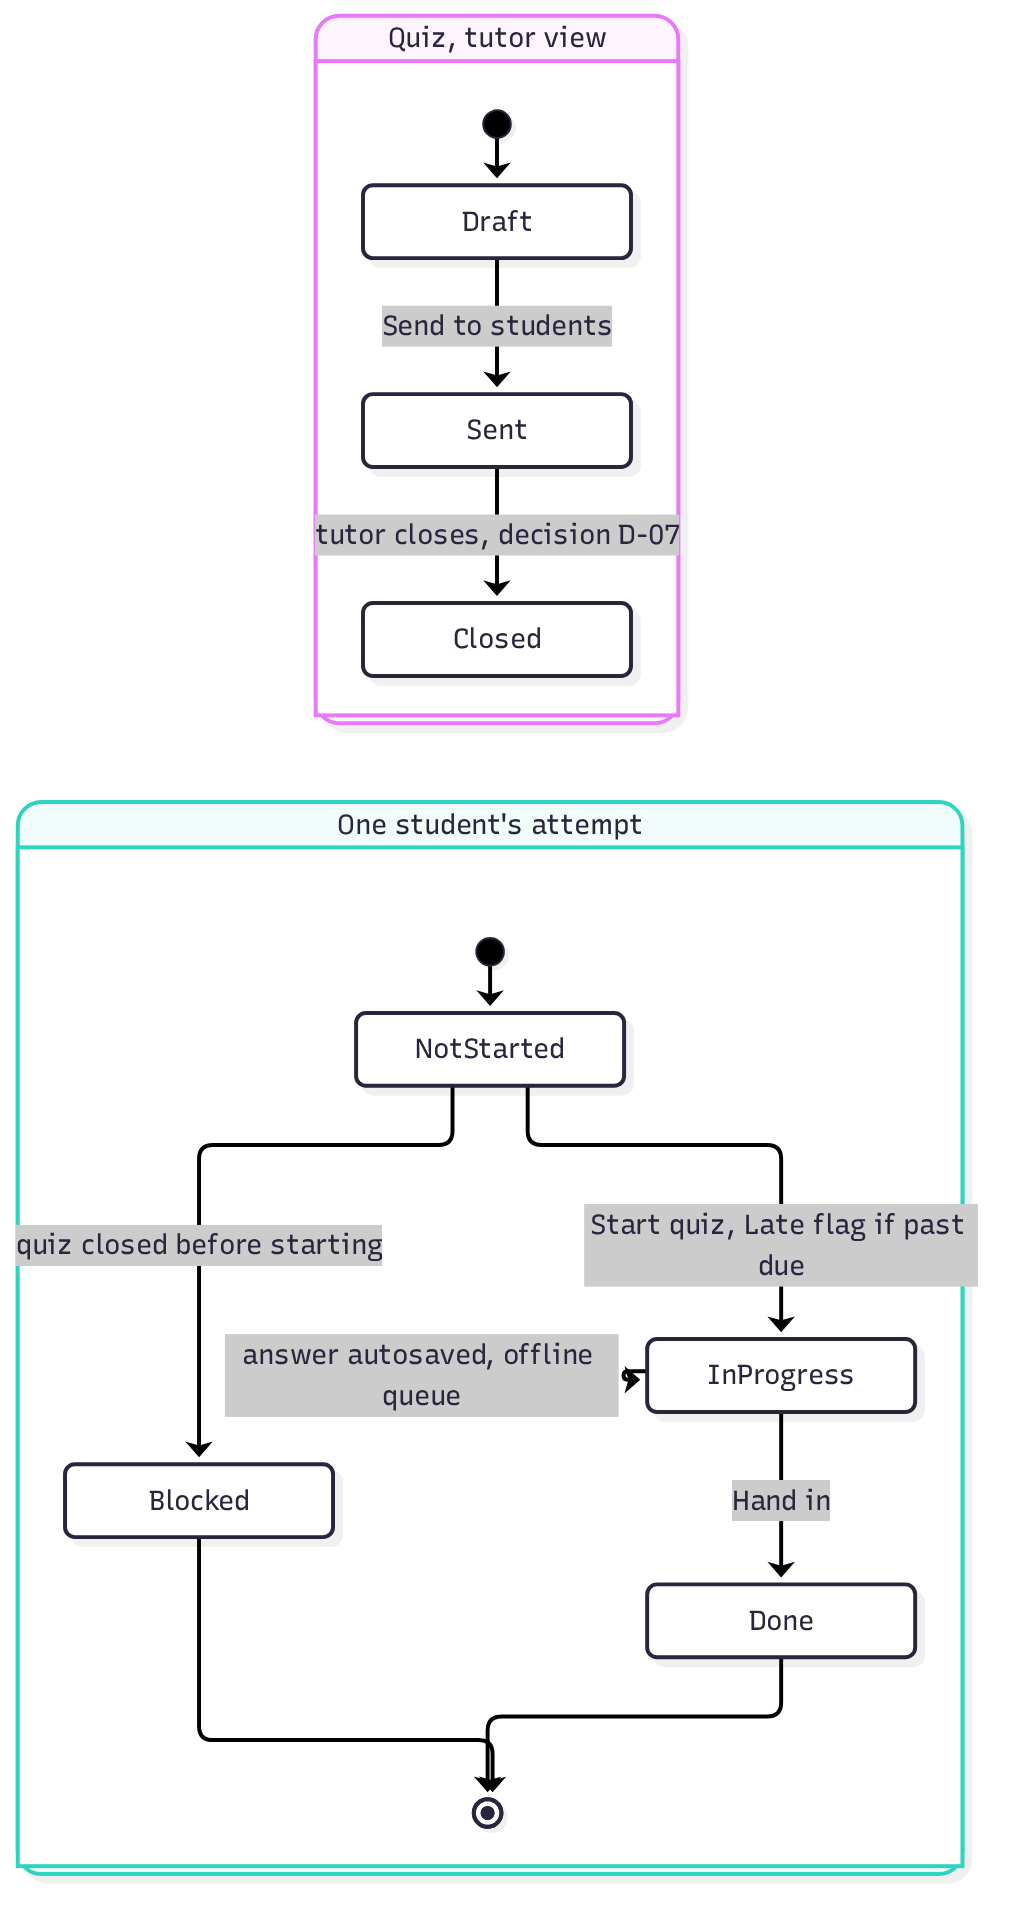 Quiz, tutor view
Draft
Send to students
Sent
tutor closes, decision D-07
Closed
One student's attempt
NotStarted
quiz closed before starting
Start quiz, Late flag if past
due
answer autosaved, offline
queue
InProgress
Blocked
Hand in
Done